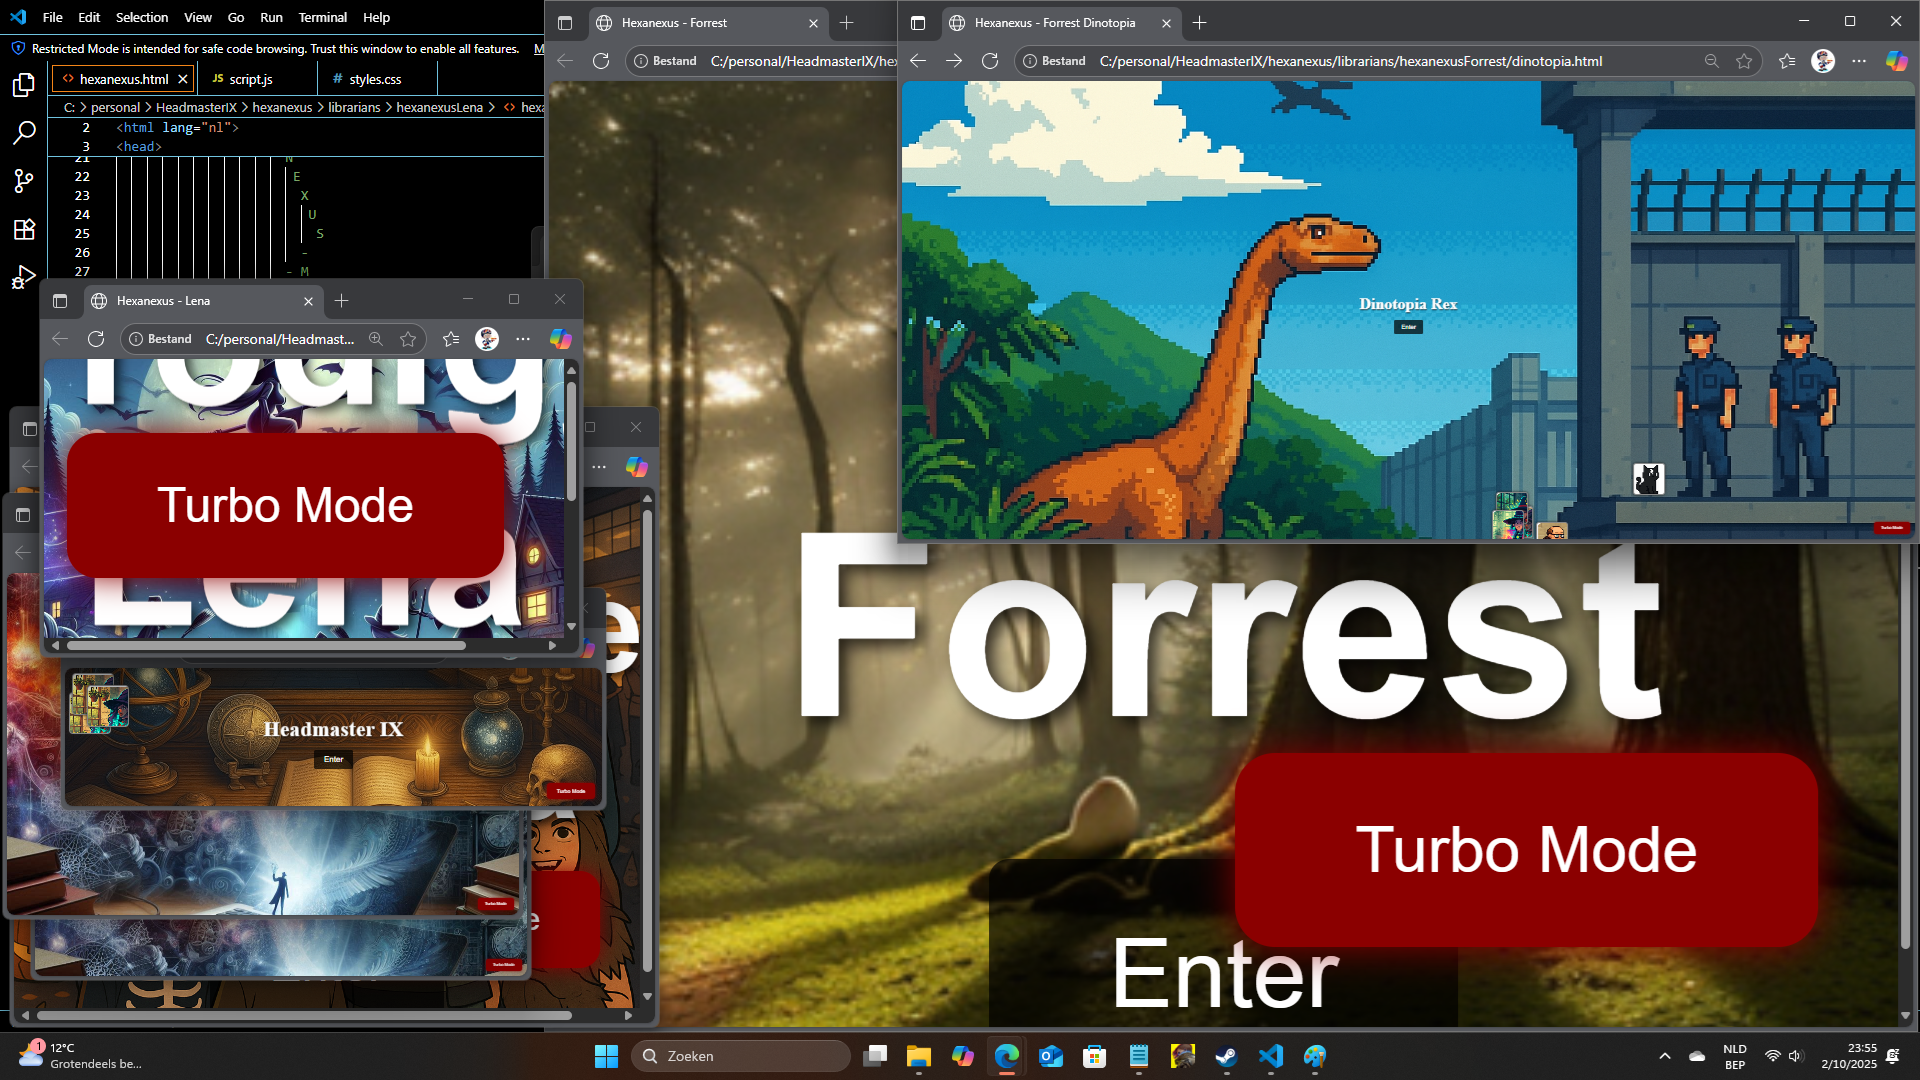 File Edit Selection View Go Run Terminal Help
Restricted Mode is intended for safe code browsing. Trust this window to enable all features.
hexanexus.html
JS script.js
# styles.css
C: > personal > HeadmasterIX > hexanexus > librarians > hexanexusLena > <> hexa
2 <html lang="nl">
3 <head>
21 N
22 E
23 X
24 U
25 S
26 -
27 - M
Hexanexus - Forrest
Bestand C:/personal/HeadmasterIX/hex
Hexanexus - Forrest Dinotopia
Bestand C:/personal/HeadmasterIX/hexanexus/librarians/hexanexusForrest/dinotopia.html
Dinotopia Rex
Enter
Turbo Mode
Hexanexus - Lena
Bestand C:/personal/Headmast...
Turbo Mode
Lena
Headmaster IX
Enter
Turbo Mode
Turbo Mode
Turbo Mode
e
e
Forrest
Turbo Mode
Enter
1
12°C
Grotendeels be...
Zoeken
NLD
BEP
23:55
2/10/2025